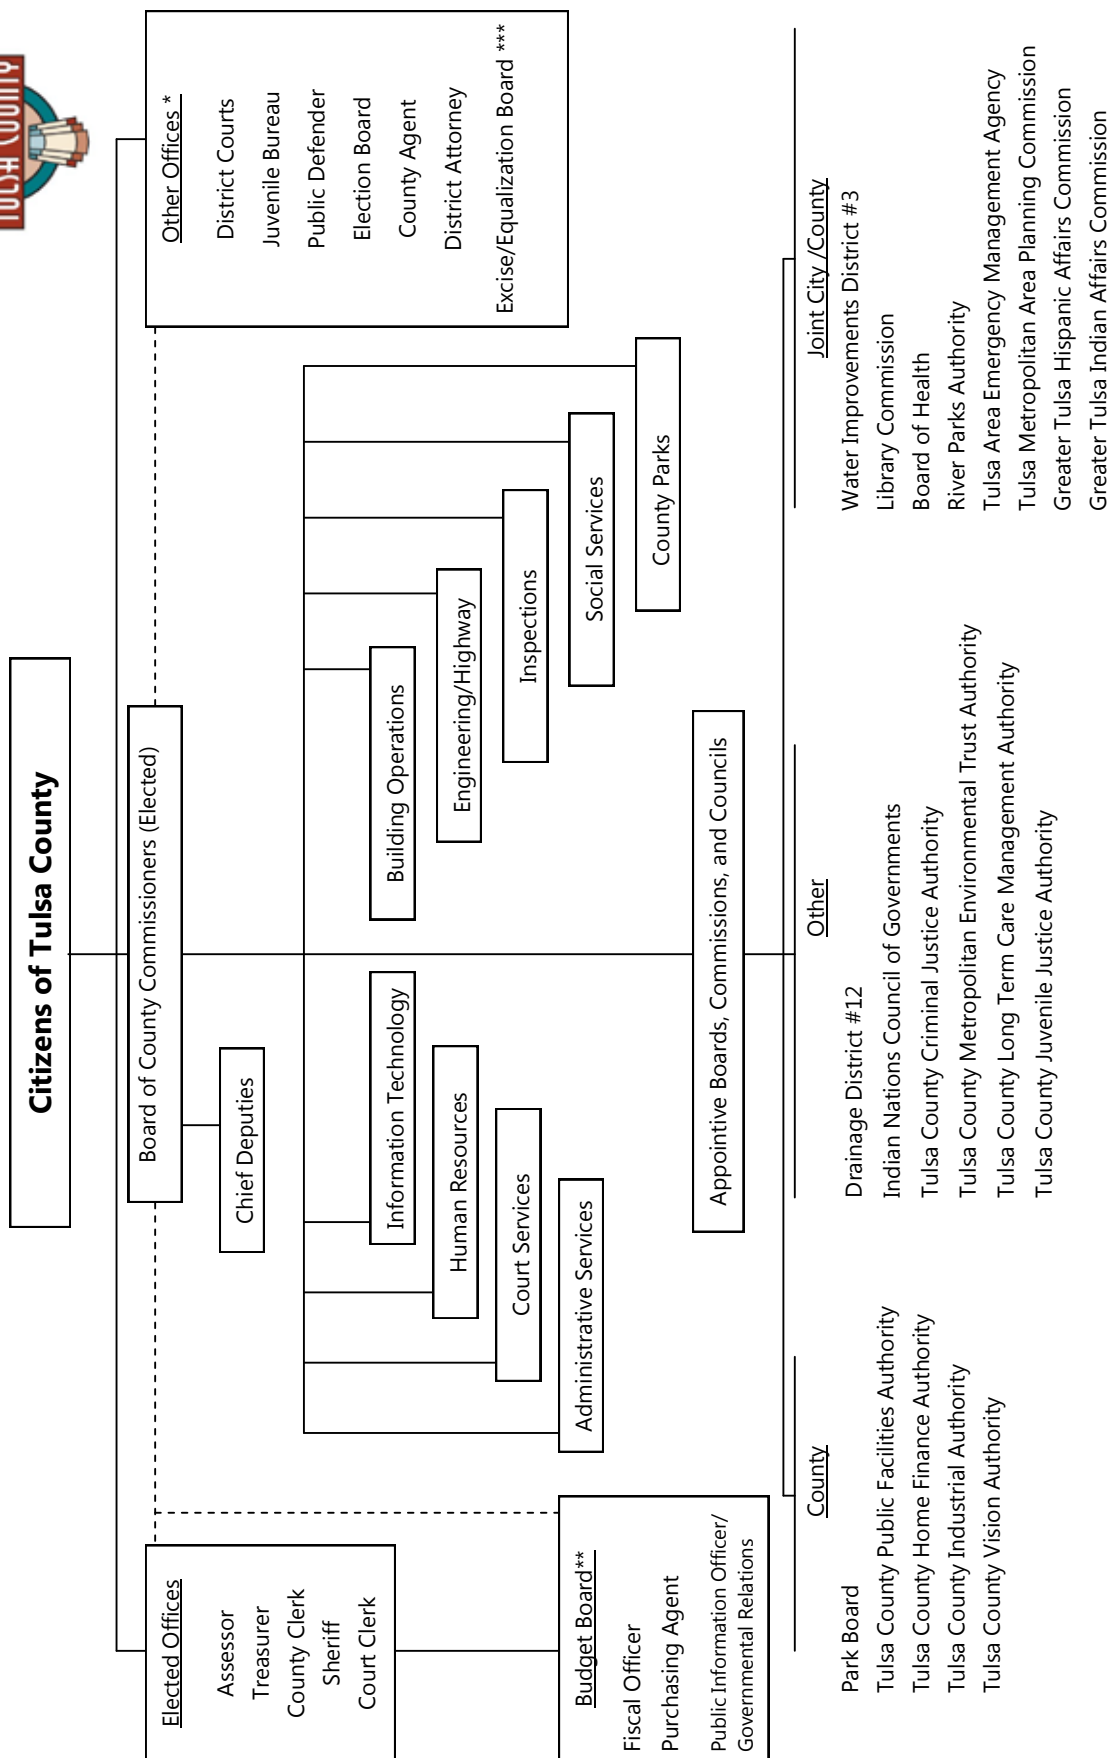 TULSA COUNTY
Citizens of Tulsa County
Board of County Commissioners (Elected)
Chief Deputies
Elected Offices
Assessor
Treasurer
County Clerk
Sheriff
Court Clerk
Other Offices *
District Courts
Juvenile Bureau
Public Defender
Election Board
County Agent
District Attorney
Excise/Equalization Board ***
Information Technology
Human Resources
Court Services
Administrative Services
Building Operations
Engineering/Highway
Inspections
Social Services
County Parks
Budget Board**
Fiscal Officer
Purchasing Agent
Public Information Officer/
Governmental Relations
Appointive Boards, Commissions, and Councils
County
Park Board
Tulsa County Public Facilities Authority
Tulsa County Home Finance Authority
Tulsa County Industrial Authority
Tulsa County Vision Authority
Other
Drainage District #12
Indian Nations Council of Governments
Tulsa County Criminal Justice Authority
Tulsa County Metropolitan Environmental Trust Authority
Tulsa County Long Term Care Management Authority
Tulsa County Juvenile Justice Authority
Joint City /County
Water Improvements District #3
Library Commission
Board of Health
River Parks Authority
Tulsa Area Emergency Management Agency
Tulsa Metropolitan Area Planning Commission
Greater Tulsa Hispanic Affairs Commission
Greater Tulsa Indian Affairs Commission